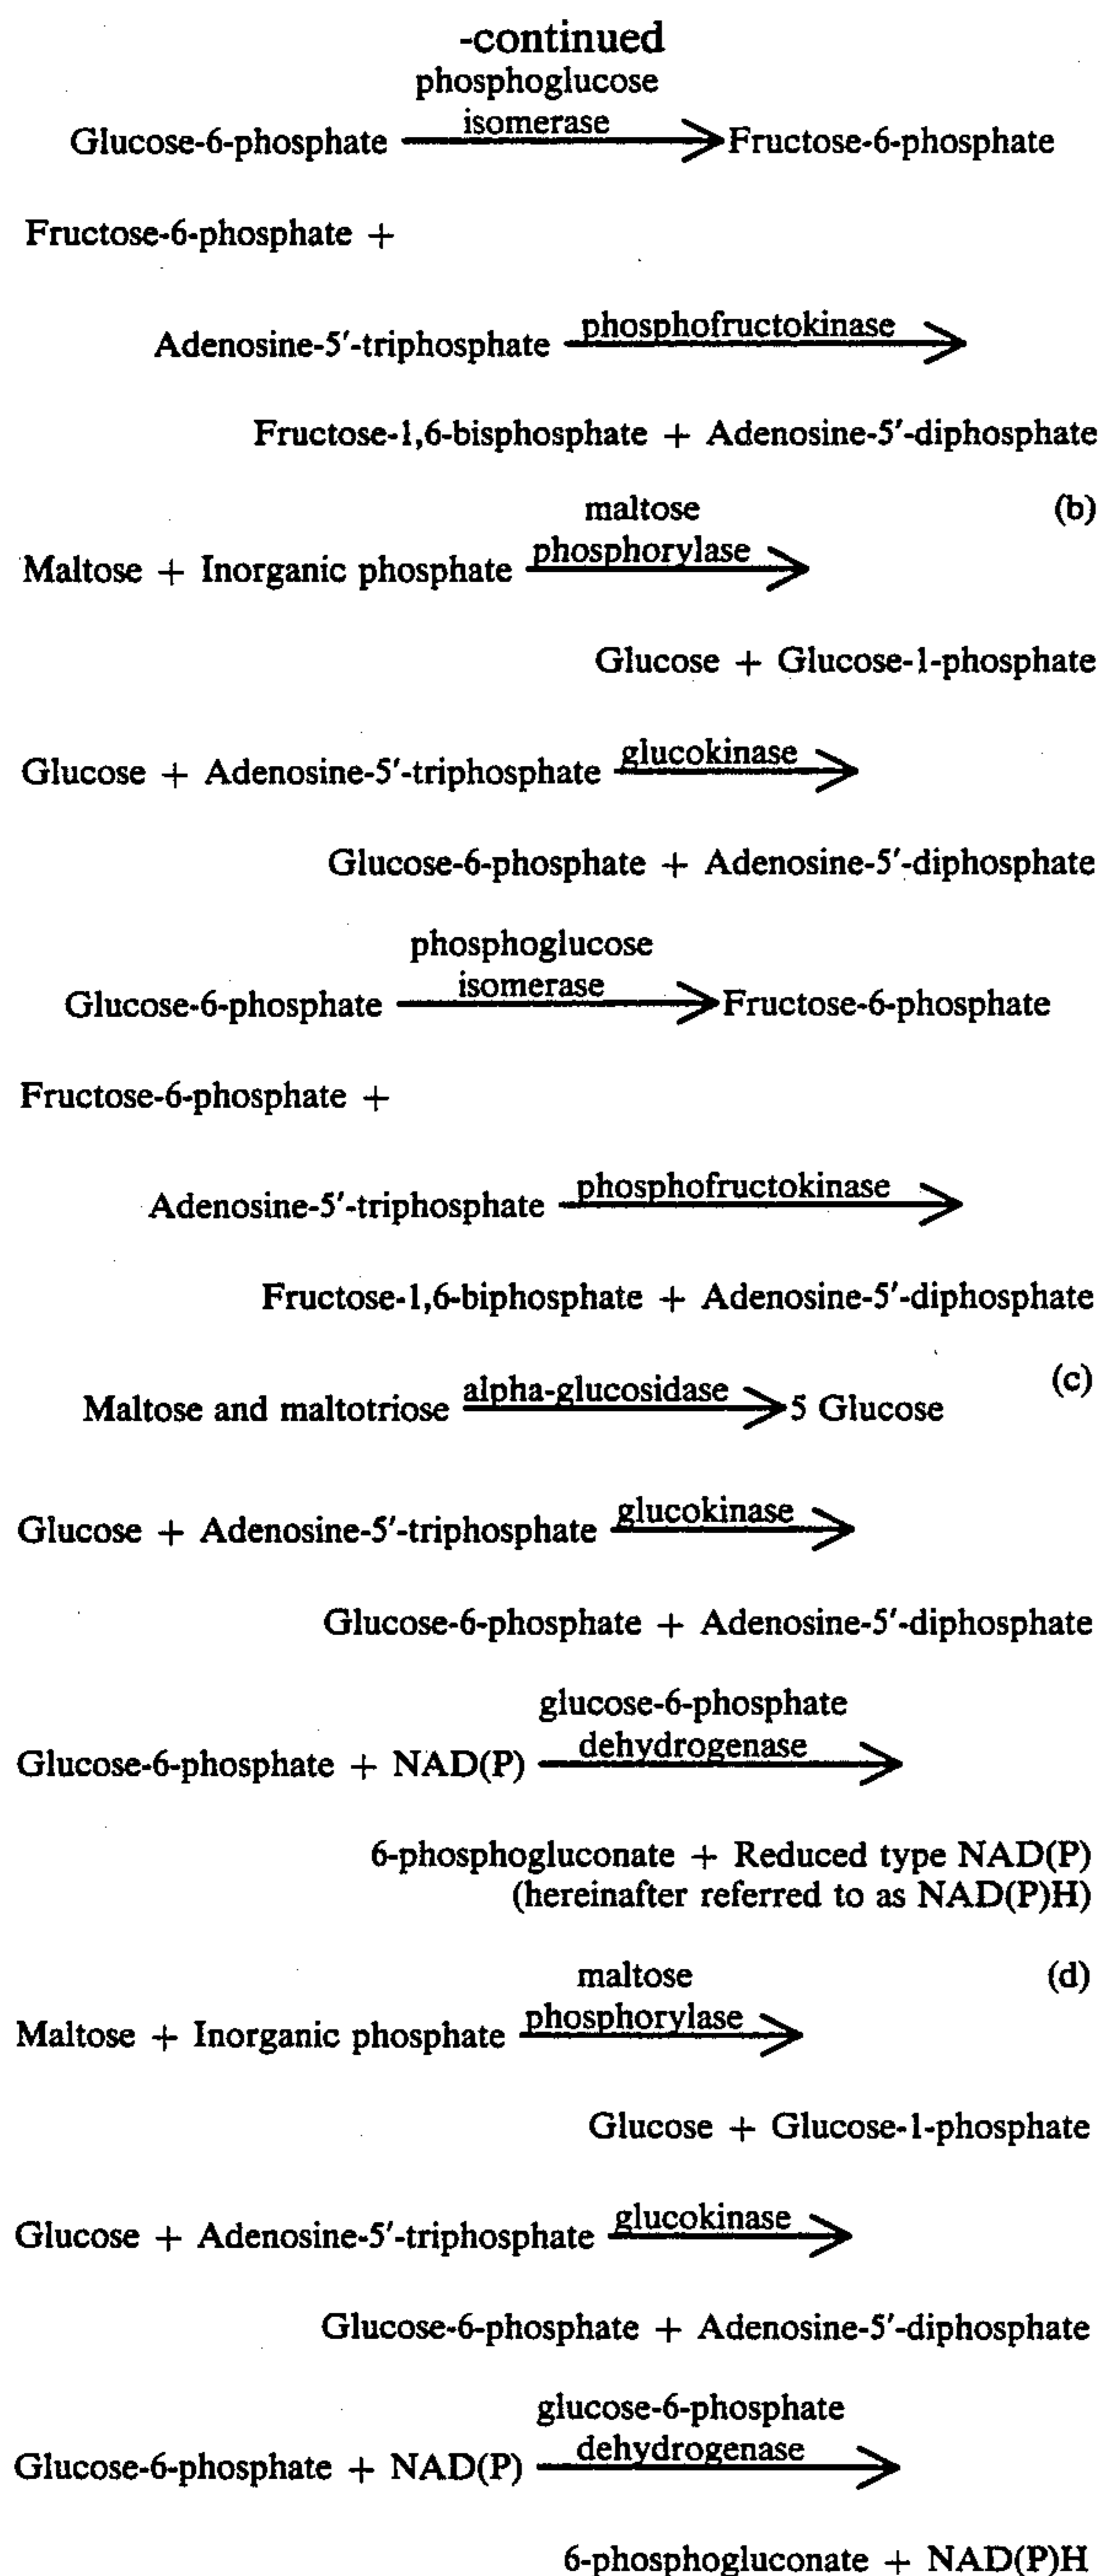 -continued
phosphoglucose
isomerase
Glucose-6-phosphate ⟶ Fructose-6-phosphate
Fructose-6-phosphate +
Adenosine-5′-triphosphate phosphofructokinase ⟶
Fructose-1,6-bisphosphate + Adenosine-5′-diphosphate
maltose (b)
phosphorylase
Maltose + Inorganic phosphate ⟶
Glucose + Glucose-1-phosphate
Glucose + Adenosine-5′-triphosphate glucokinase ⟶
Glucose-6-phosphate + Adenosine-5′-diphosphate
phosphoglucose
isomerase
Glucose-6-phosphate ⟶ Fructose-6-phosphate
Fructose-6-phosphate +
Adenosine-5′-triphosphate phosphofructokinase ⟶
Fructose-1,6-biphosphate + Adenosine-5′-diphosphate
(c)
Maltose and maltotriose alpha-glucosidase ⟶ 5 Glucose
Glucose + Adenosine-5′-triphosphate glucokinase ⟶
Glucose-6-phosphate + Adenosine-5′-diphosphate
glucose-6-phosphate
dehydrogenase
Glucose-6-phosphate + NAD(P) ⟶
6-phosphogluconate + Reduced type NAD(P)
(hereinafter referred to as NAD(P)H)
maltose (d)
phosphorylase
Maltose + Inorganic phosphate ⟶
Glucose + Glucose-1-phosphate
Glucose + Adenosine-5′-triphosphate glucokinase ⟶
Glucose-6-phosphate + Adenosine-5′-diphosphate
glucose-6-phosphate
dehydrogenase
Glucose-6-phosphate + NAD(P) ⟶
6-phosphogluconate + NAD(P)H